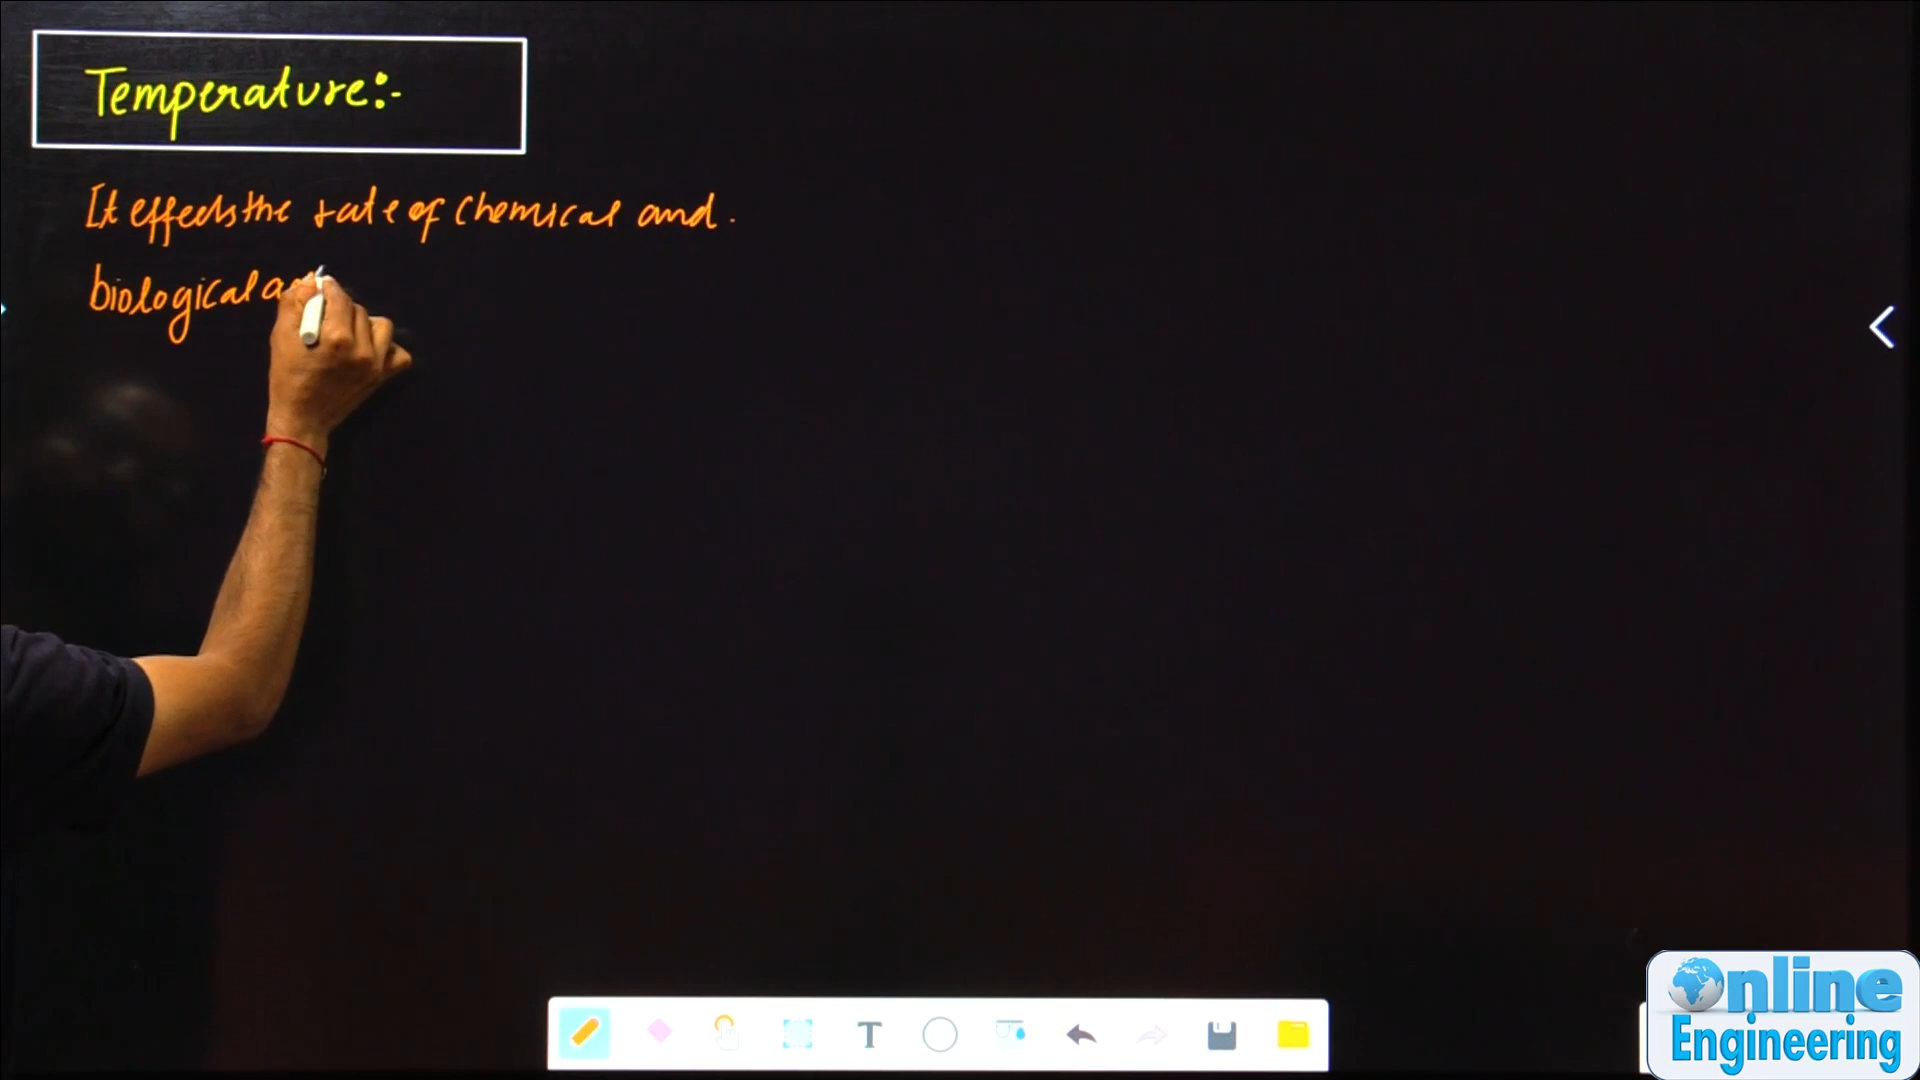 Temperature:-
It effects the rate of Chemical and.
biological
T
Online
Engineering